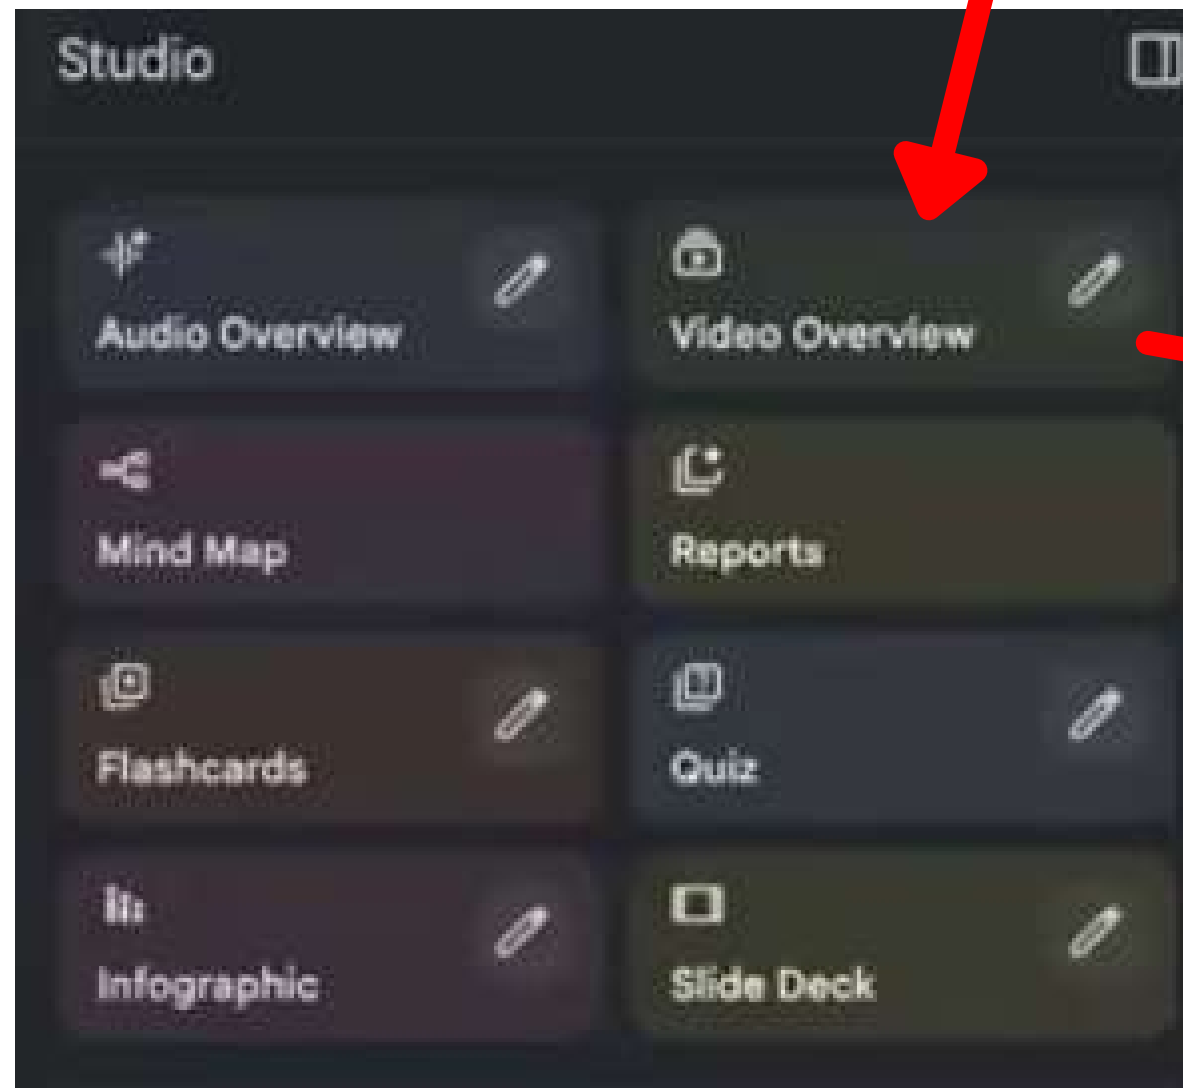 Studio
Audio Overview
Video Overview
Mind Map
Reports
Flashcards
Quiz
Infographic
Slide Deck